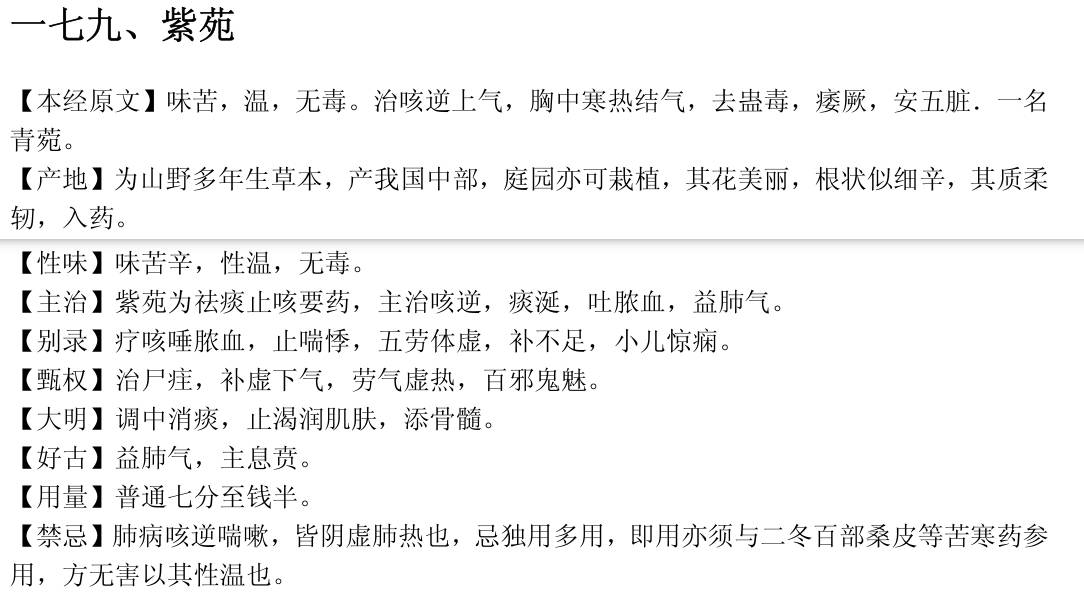 一七九、紫苑
【本经原文】味苦，温，无毒。治咳逆上气，胸中寒热结气，去蛊毒，痿厥，安五脏．一名
青菀。
【产地】为山野多年生草本，产我国中部，庭园亦可栽植，其花美丽，根状似细辛，其质柔
轫，入药。
【性味】味苦辛，性温，无毒。
【主治】紫苑为祛痰止咳要药，主治咳逆，痰涎，吐脓血，益肺气。
【别录】疗咳唾脓血，止喘悸，五劳体虚，补不足，小儿惊痫。
【甄权】治尸疰，补虚下气，劳气虚热，百邪鬼魅。
【大明】调中消痰，止渴润肌肤，添骨髓。
【好古】益肺气，主息贲。
【用量】普通七分至钱半。
【禁忌】肺病咳逆喘嗽，皆阴虚肺热也，忌独用多用，即用亦须与二冬百部桑皮等苦寒药参
用，方无害以其性温也。